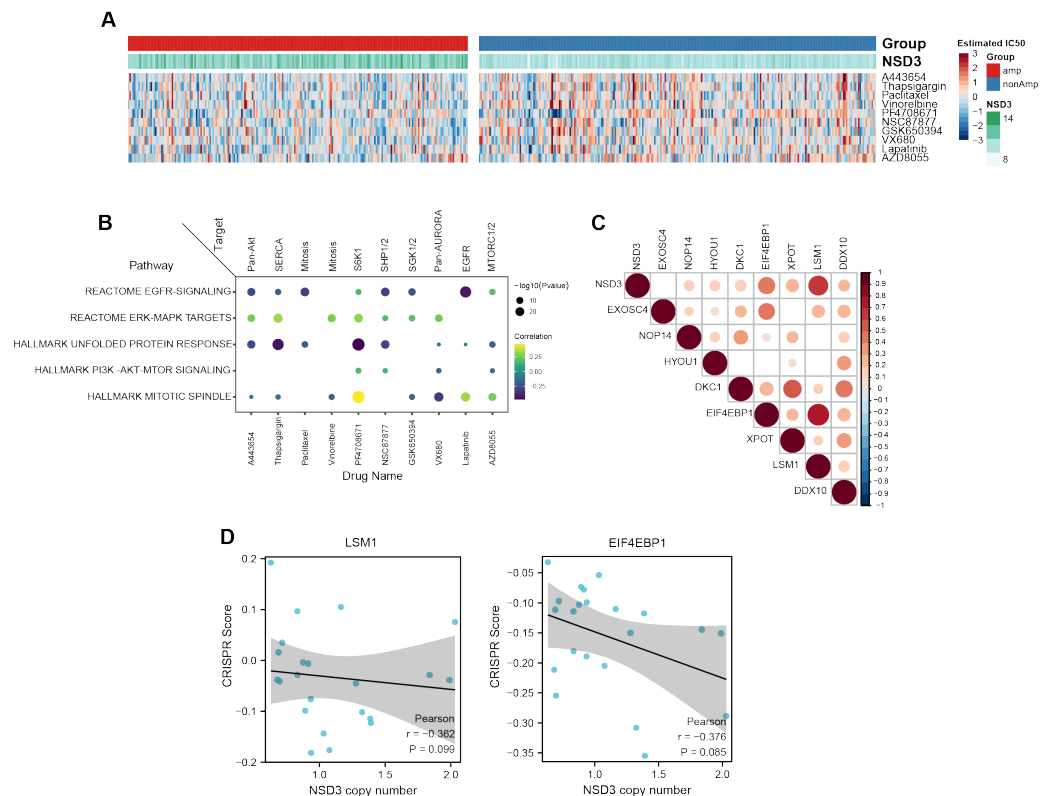 A
Group
NSD3
A443654
Thapsigargin
Paclitaxel
Vinorelbine
PF4708671
NSC87877
GSK650394
VX680
Lapatinib
AZD8055
Estimated IC50
3
2
1
0
−1
−2
−3
Group
amp
nonAmp
NSD3
14
8
B
Target
Pathway
Pan-Akt
SERCA
Mitosis
Mitosis
S6K1
SHP1/2
SGK1/2
Pan-AURORA
EGFR
MTORC1/2
REACTOME EGFR-SIGNALING
REACTOME ERK-MAPK TARGETS
HALLMARK UNFOLDED PROTEIN RESPONSE
HALLMARK PI3K -AKT-MTOR SIGNALING
HALLMARK MITOTIC SPINDLE
A443654
Thapsigargin
Paclitaxel
Vinorelbine
PF4708671
NSC87877
GSK650394
VX680
Lapatinib
AZD8055
Drug Name
−log10(Pvalue)
10
20
Correlation
0.25
0.00
0.25
C
NSD3
EXOSC4
NOP14
HYOU1
DKC1
EIF4EBP1
XPOT
LSM1
DDX10
NSD3
EXOSC4
NOP14
HYOU1
DKC1
EIF4EBP1
XPOT
LSM1
DDX10
1
0.9
0.8
0.7
0.6
0.5
0.4
0.3
0.2
0.1
0
−0.1
−0.2
−0.3
−0.4
−0.5
−0.6
−0.7
−0.8
−0.9
−1
D
LSM1
CRISPR Score
0.2
0.1
0.0
−0.1
−0.2
Pearson
r = −0.362
P = 0.099
1.0
1.5
2.0
NSD3 copy number
EIF4EBP1
CRISPR Score
−0.05
−0.10
−0.15
−0.20
−0.25
−0.30
−0.35
Pearson
r = −0.376
P = 0.085
1.0
1.5
2.0
NSD3 copy number